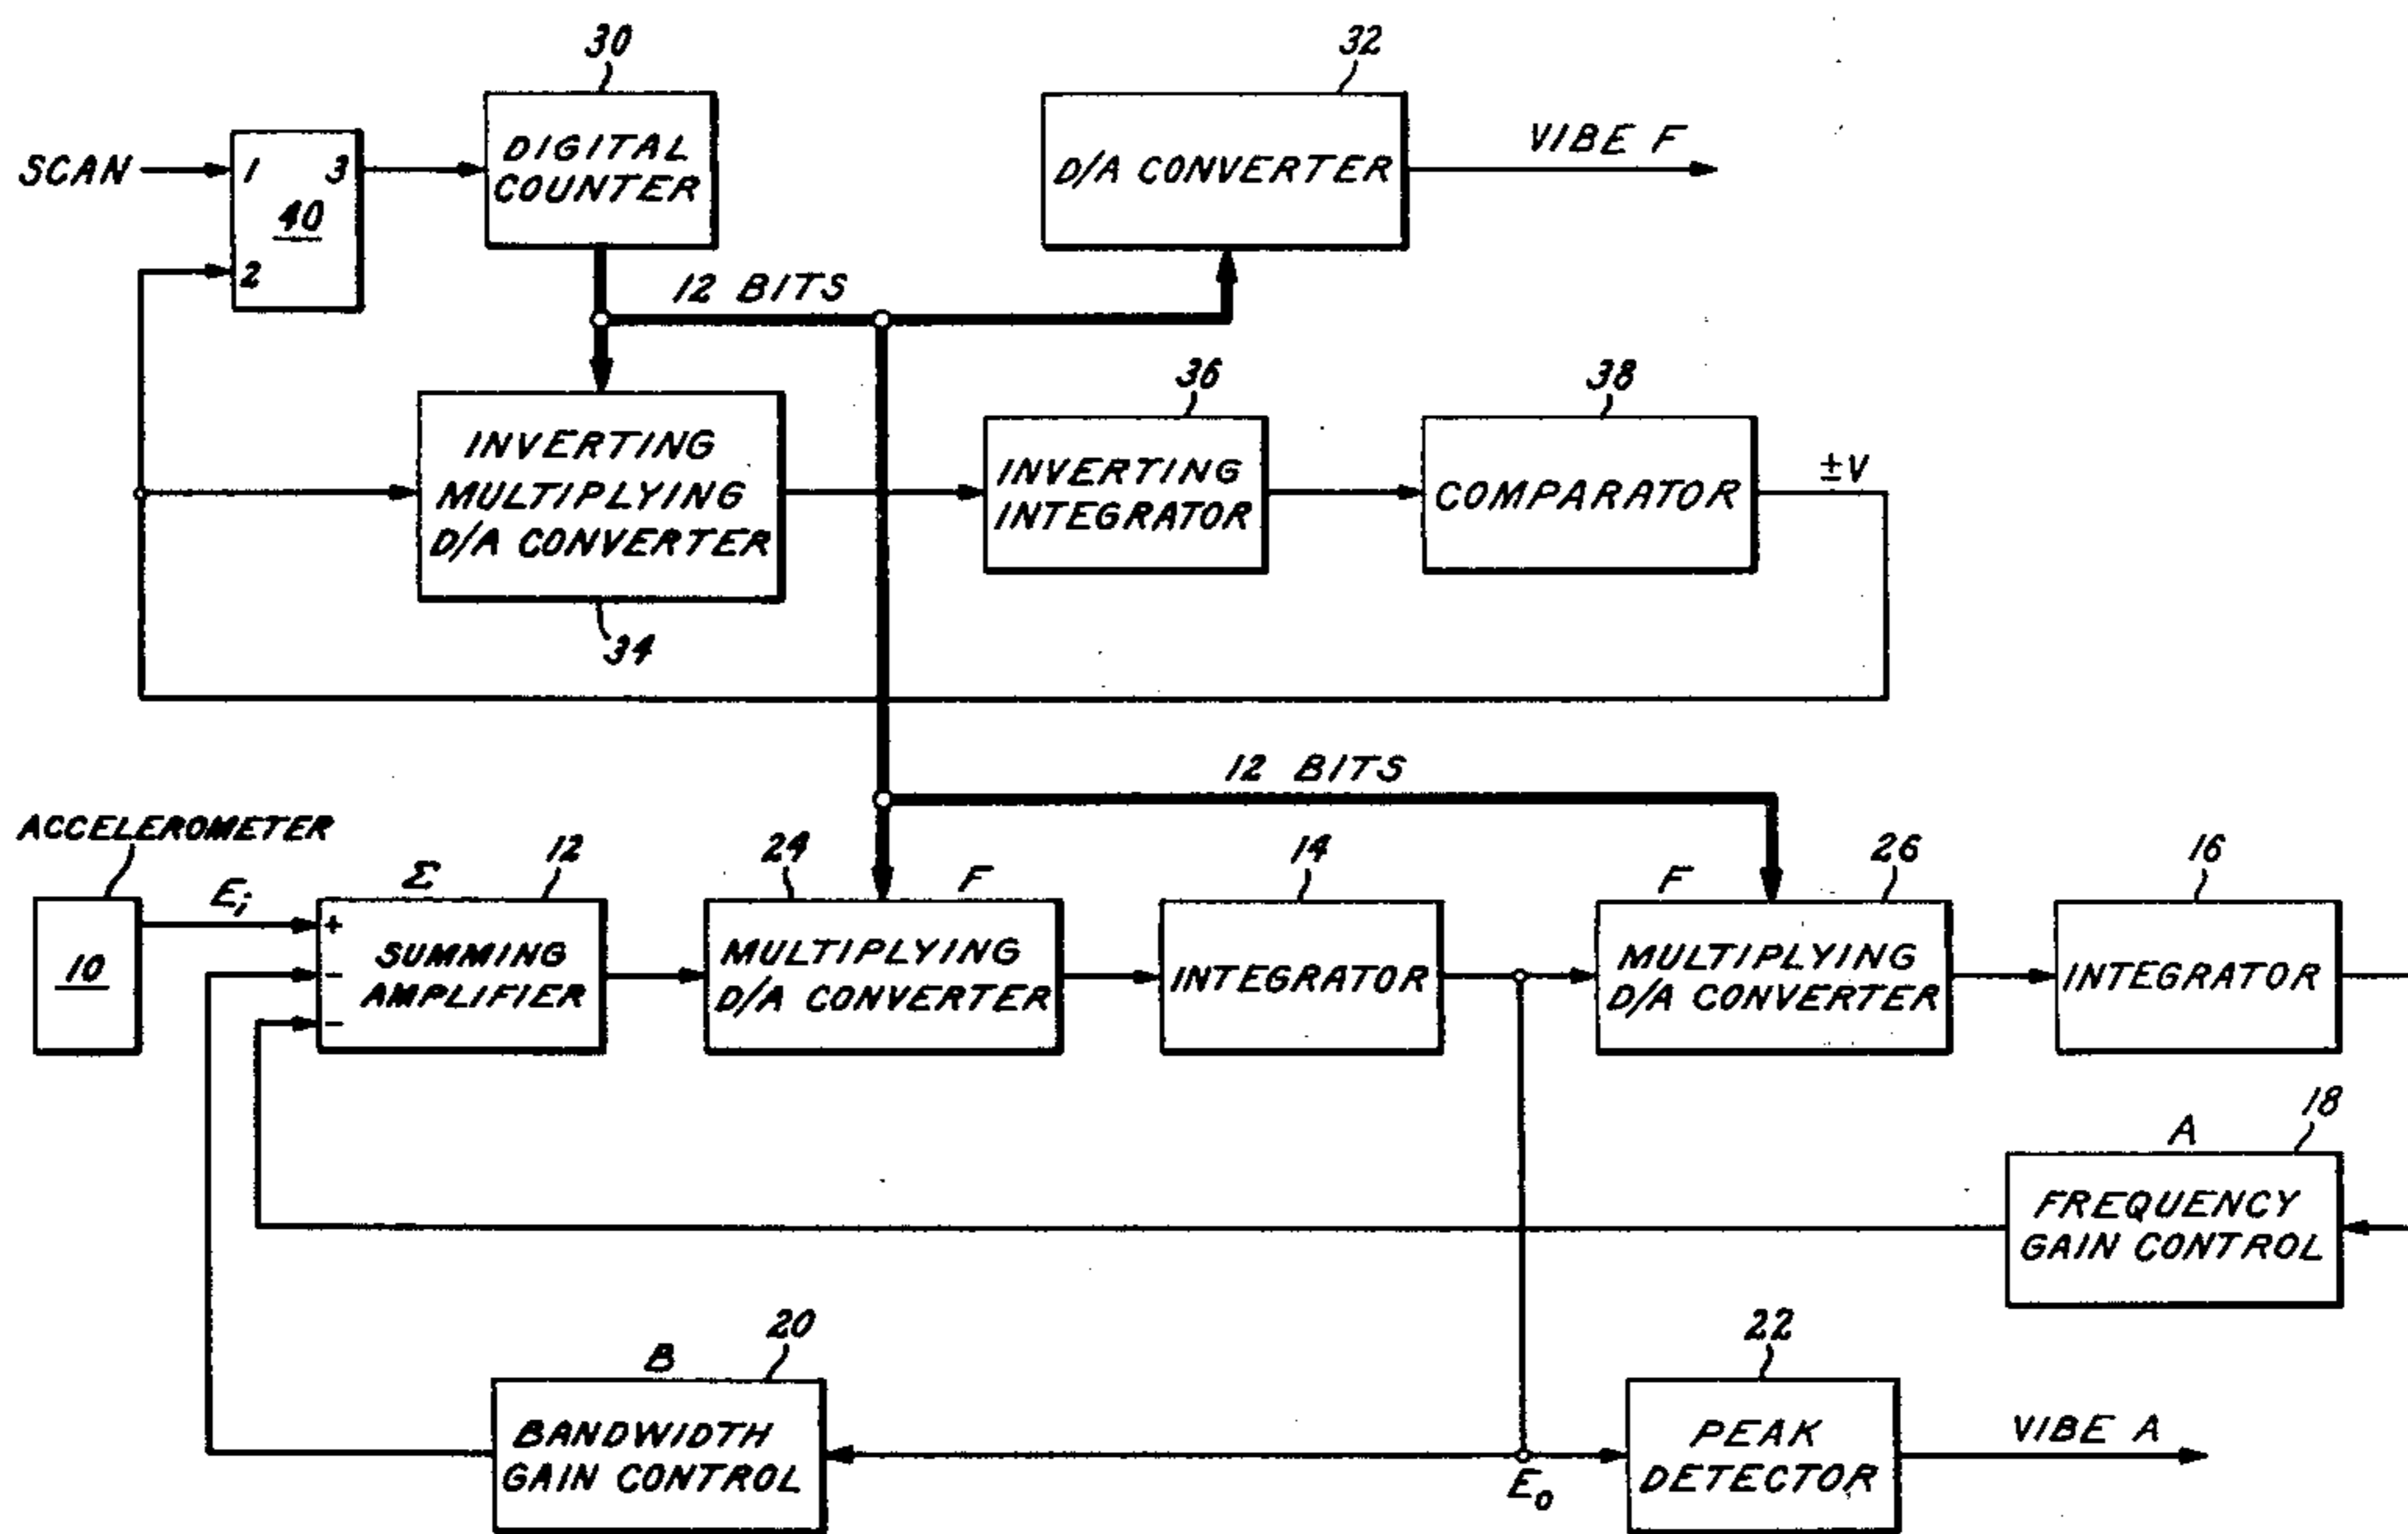 30
32
SCAN
1
3
40
2
DIGITAL
COUNTER
D/A CONVERTER
VIBE F
12 BITS
36
38
INVERTING
MULTIPLYING
D/A CONVERTER
INVERTING
INTEGRATOR
COMPARATOR
±V
34
12 BITS
ACCELEROMETER
Ei
Σ
12
24
F
14
F
26
16
10
+
-
-
SUMMING
AMPLIFIER
MULTIPLYING
D/A CONVERTER
INTEGRATOR
MULTIPLYING
D/A CONVERTER
INTEGRATOR
A
18
FREQUENCY
GAIN CONTROL
B
20
22
BANDWIDTH
GAIN CONTROL
Eo
PEAK
DETECTOR
VIBE A